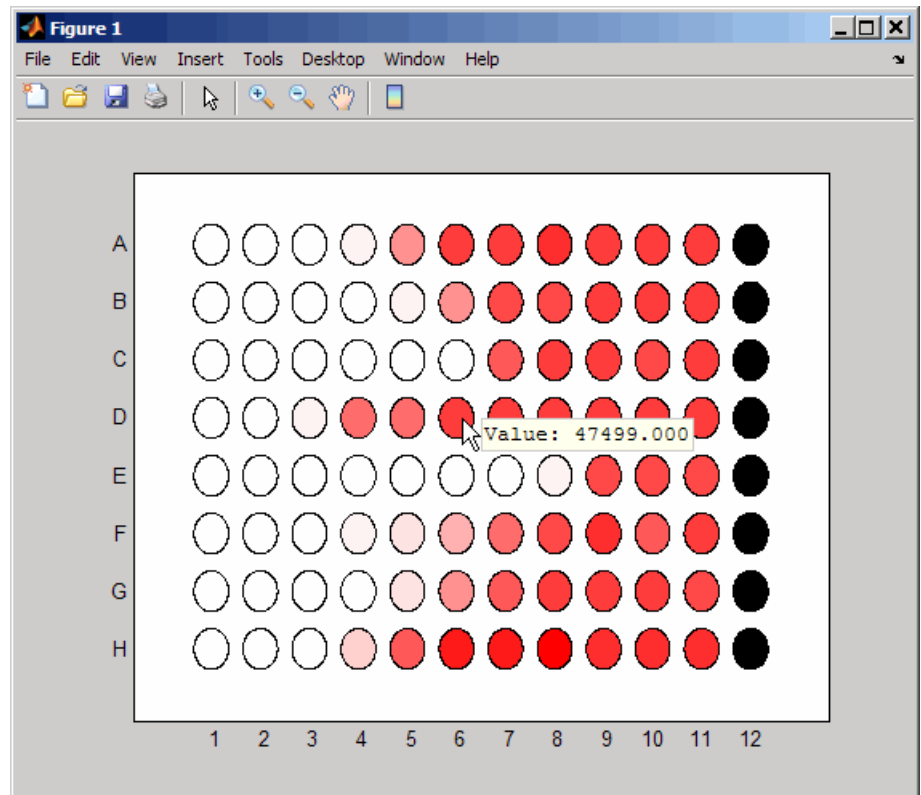 Figure 1
File Edit View Insert Tools Desktop Window Help
A
B
C
D
Value: 47499.000
E
F
G
H
1 2 3 4 5 6 7 8 9 10 11 12